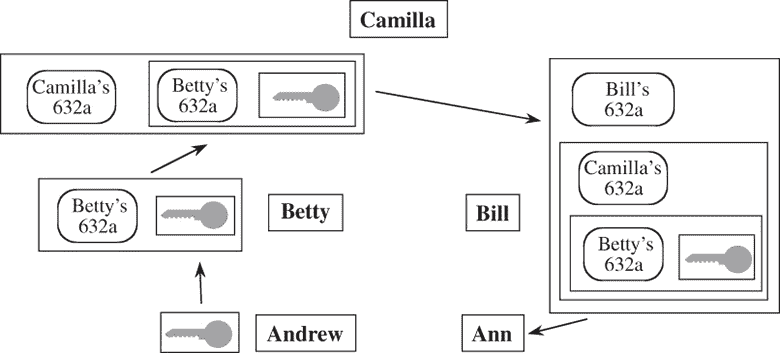 Camilla
Camilla's
632a
Betty's
632a
Bill's
632a
Camilla's
632a
Betty's
632a
Betty's
632a
Betty
Bill
Andrew
Ann